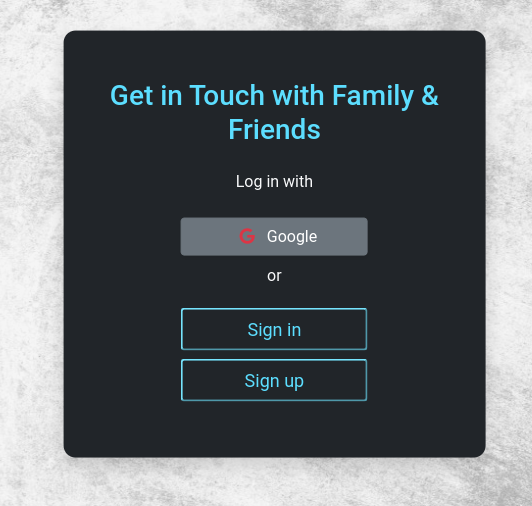 Get in Touch with Family &
Friends
Log in with
Google
or
Sign in
Sign up